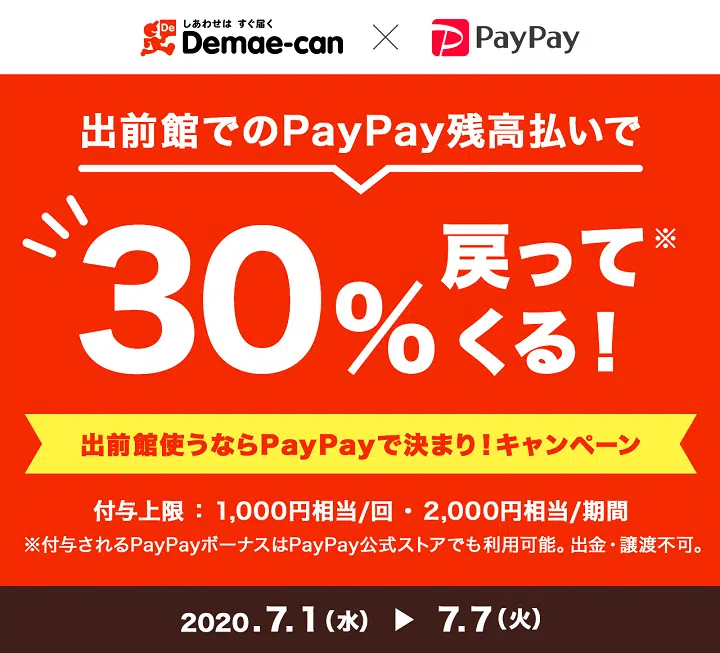 しあわせは すぐ届く
De
Demae-can × PayPay
出前館でのPayPay残高払いで
30%戻って※
くる!
出前館使うならPayPayで決まり!キャンペーン
付与上限 : 1,000円相当/回・2,000円相当/期間
※付与されるPayPayボーナスはPayPay公式ストアでも利用可能。出金・譲渡不可。
2020.7.1(水) ▶ 7.7(火)